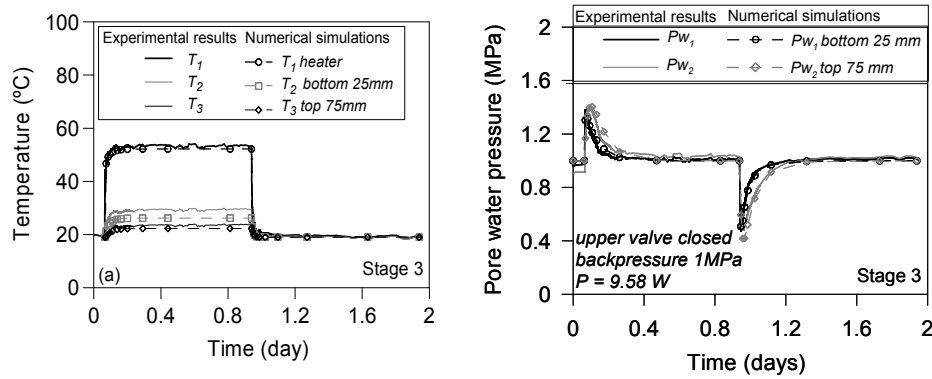 Experimental results Numerical simulations
T1 T1 heater
T2 T2 bottom 25mm
T3 T3 top 75mm
Temperature (ºC)
100
80
60
40
20
0
(a)
Stage 3
0 0.4 0.8 1.2 1.6 2
Time (day)
Experimental results Numerical simulations
Pw1 Pw1 bottom 25 mm
Pw2 Pw2 top 75 mm
Pore water pressure (MPa)
2
1.6
1.2
0.8
0.4
0
upper valve closed
backpressure 1MPa
P = 9.58 W
Stage 3
0 0.4 0.8 1.2 1.6 2
Time (days)